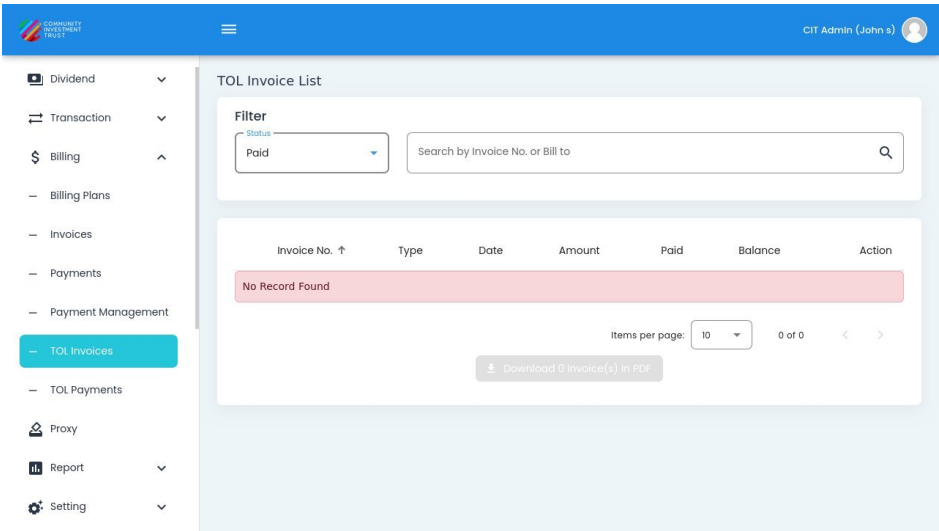 COMMUNITY
INVESTMENT
TRUST
CIT Admin (John s)
Dividend
Transaction
$ Billing
– Billing Plans
– Invoices
– Payments
– Payment Management
– TOL Invoices
– TOL Payments
Proxy
Report
Setting
TOL Invoice List
Filter
Status
Paid
Search by Invoice No. or Bill to
Invoice No. ↑ Type Date Amount Paid Balance Action
No Record Found
Items per page: 10 0 of 0 < >
Download 0 Invoice(s) in PDF